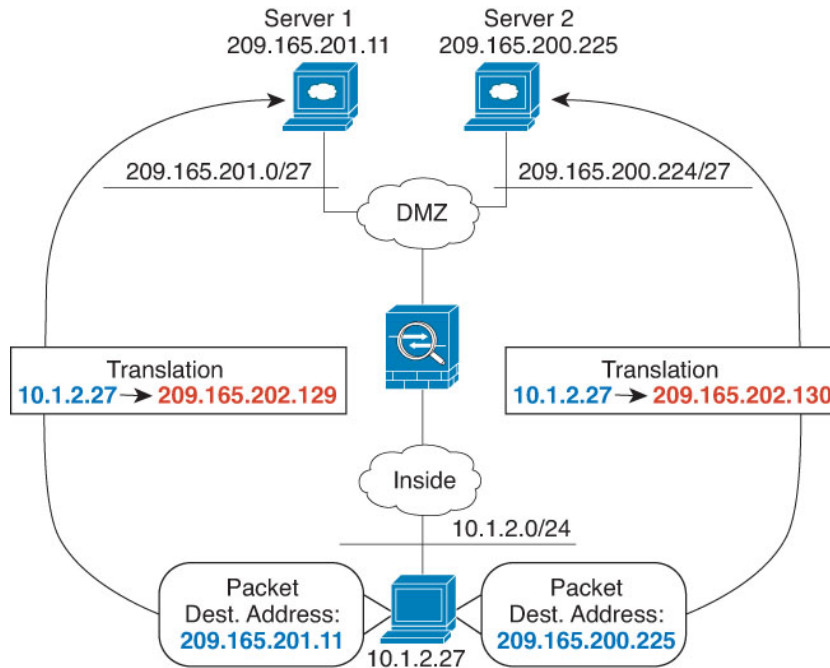 Server 1
209.165.201.11
Server 2
209.165.200.225
209.165.201.0/27
209.165.200.224/27
DMZ
Translation
10.1.2.27 → 209.165.202.129
Translation
10.1.2.27 → 209.165.202.130
Inside
10.1.2.0/24
Packet
Dest. Address:
209.165.201.11
Packet
Dest. Address:
209.165.200.225
10.1.2.27